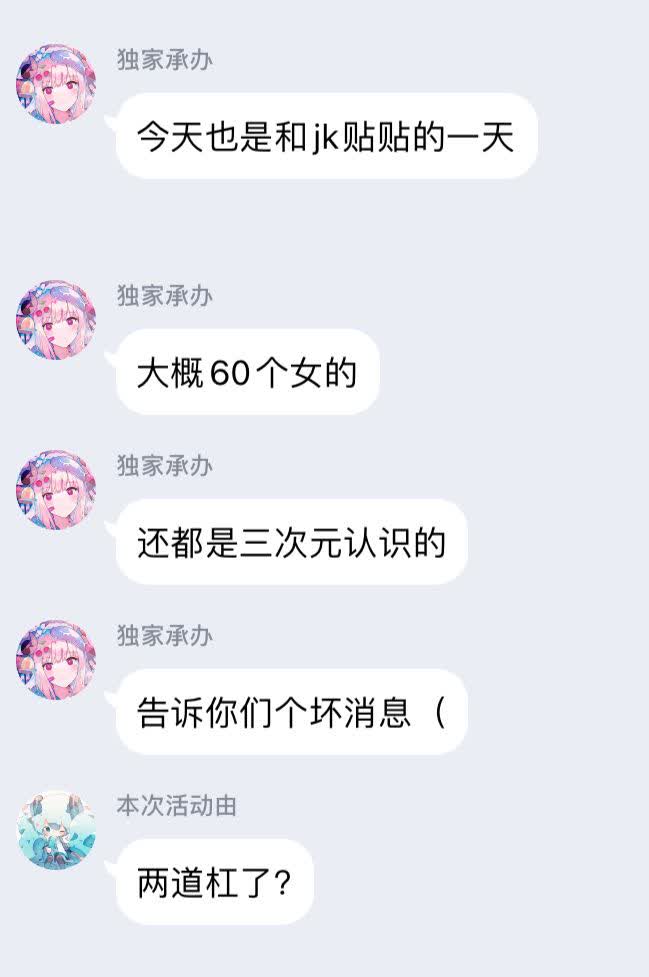 独家承办
今天也是和jk贴贴的一天
独家承办
大概60个女的
独家承办
还都是三次元认识的
独家承办
告诉你们个坏消息（
本次活动由
两道杠了?